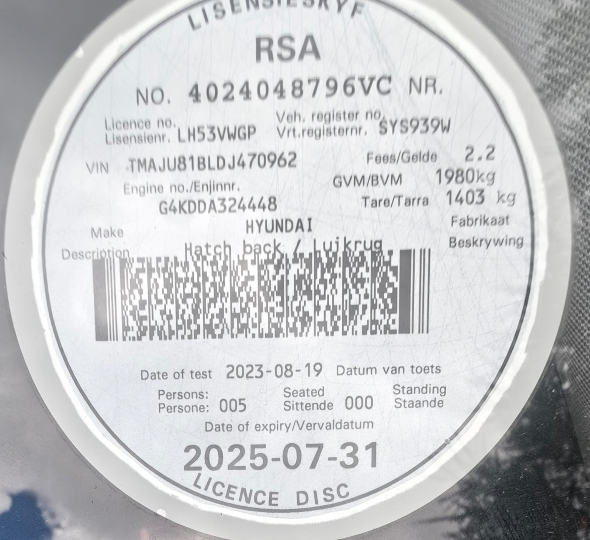 LISENSIESKYF
RSA
NO. 4024048796VC NR.
Licence no. Veh. register no.
Lisensienr. LH53VWGP Vrt.registernr. SYS939W
VIN TMAJU81BLDJ470962 Fees/Gelde 2.2
Engine no./Enjinnr. GVM/BVM 1980kg
G4KDDA324448 Tare/Tarra 1403 kg
Make HYUNDAI Fabrikaat
Description Hatch back / Luikrug Beskrywing
Date of test 2023-08-19 Datum van toets
Persons: Seated Standing
Persone: 005 Sittende 000 Staande
Date of expiry/Vervaldatum
2025-07-31
LICENCE DISC